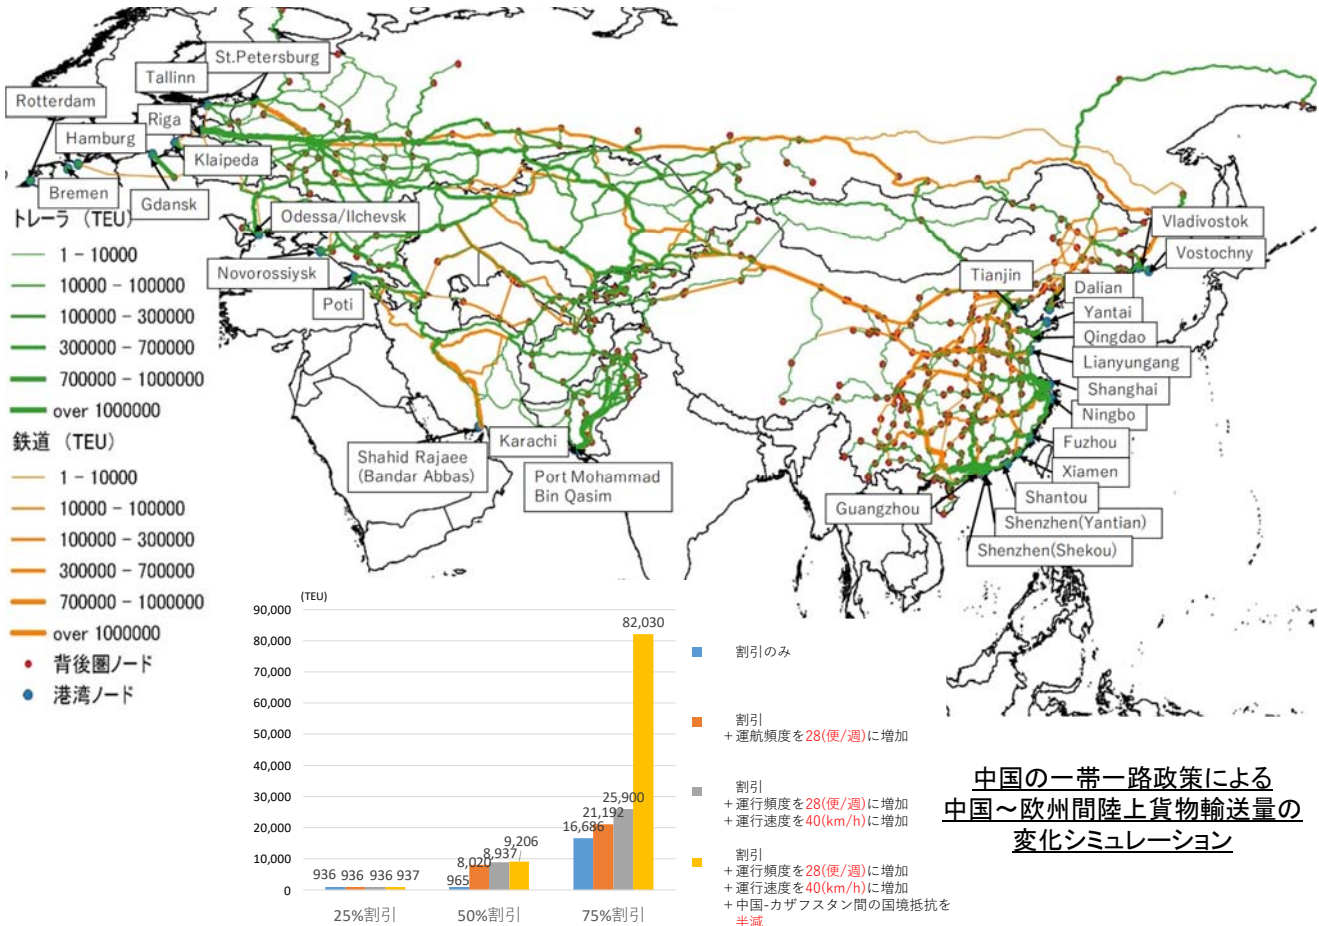 St.Petersburg
Tallinn
Rotterdam
Riga
Hamburg
Klaipeda
Bremen
Gdansk
Odessa/Ilchevsk
Novorossiysk
Poti
Shahid Rajaee
(Bandar Abbas)
Karachi
Port Mohammad
Bin Qasim
Vladivostok
Vostochny
Tianjin
Dalian
Yantai
Qingdao
Lianyungang
Shanghai
Ningbo
Fuzhou
Xiamen
Shantou
Guangzhou
Shenzhen(Yantian)
Shenzhen(Shekou)
トレーラ (TEU)
1 - 10000
10000 - 100000
100000 - 300000
300000 - 700000
700000 - 1000000
over 1000000
鉄道 (TEU)
1 - 10000
10000 - 100000
100000 - 300000
300000 - 700000
700000 - 1000000
over 1000000
背後圏ノード
港湾ノード
(TEU)
90,000
80,000
70,000
60,000
50,000
40,000
30,000
20,000
10,000
0
936 936 936 937
965 8,020 8,937 9,206
16,686 21,192 25,900 82,030
25%割引 50%割引 75%割引
割引のみ
割引
+運航頻度を28(便/週)に増加
割引
+運行頻度を28(便/週)に増加
+運行速度を40(km/h)に増加
割引
+運行頻度を28(便/週)に増加
+運行速度を40(km/h)に増加
+中国-カザフスタン間の国境抵抗を
半減
中国の一帯一路政策による
中国～欧州間陸上貨物輸送量の
変化シミュレーション